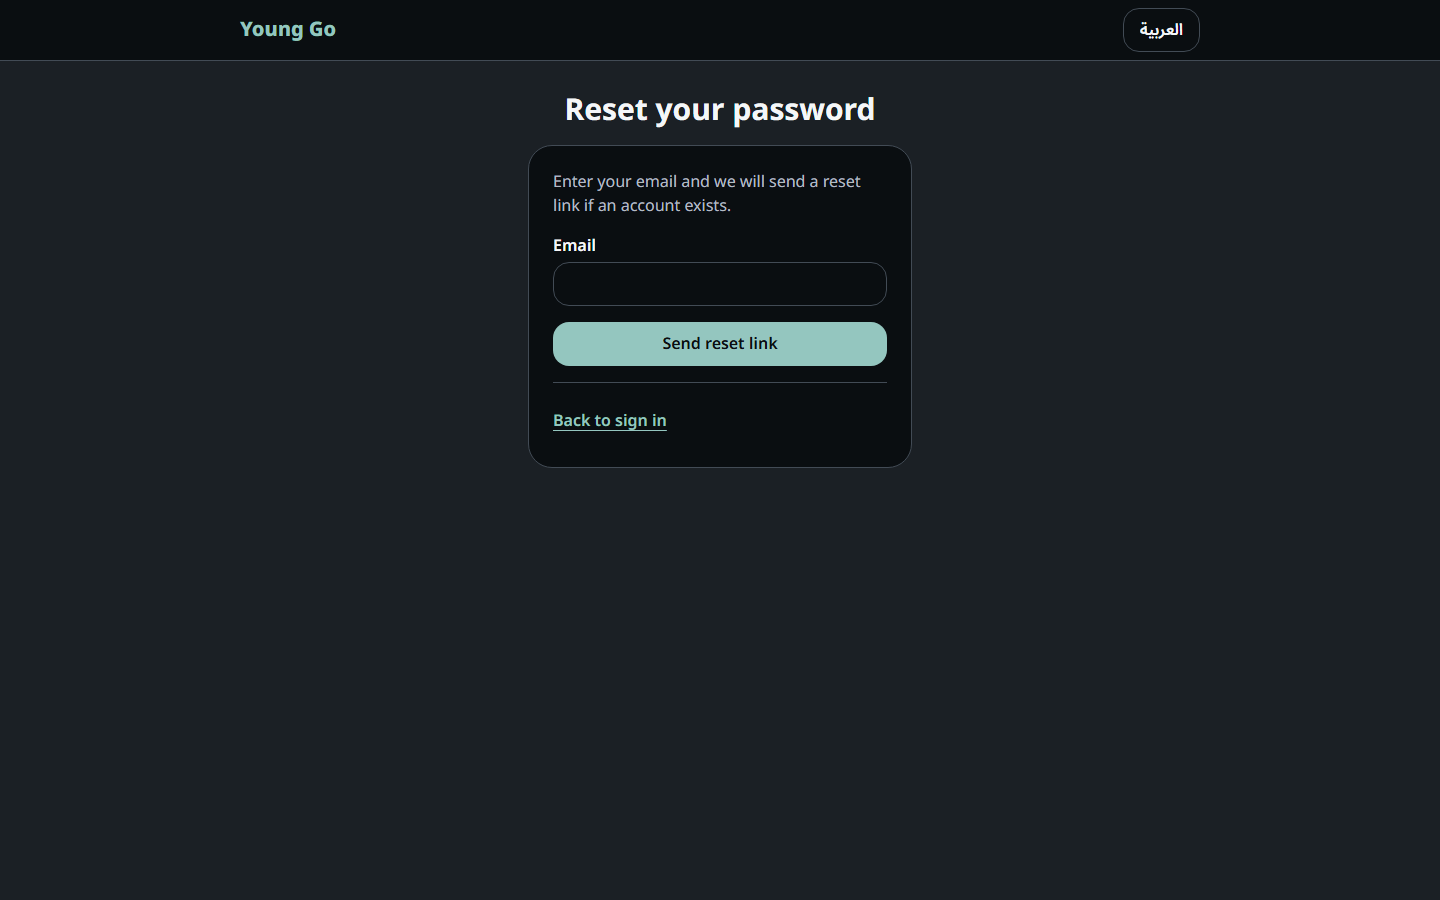 Young Go
العربية
Reset your password
Enter your email and we will send a reset
link if an account exists.
Email
Send reset link
Back to sign in